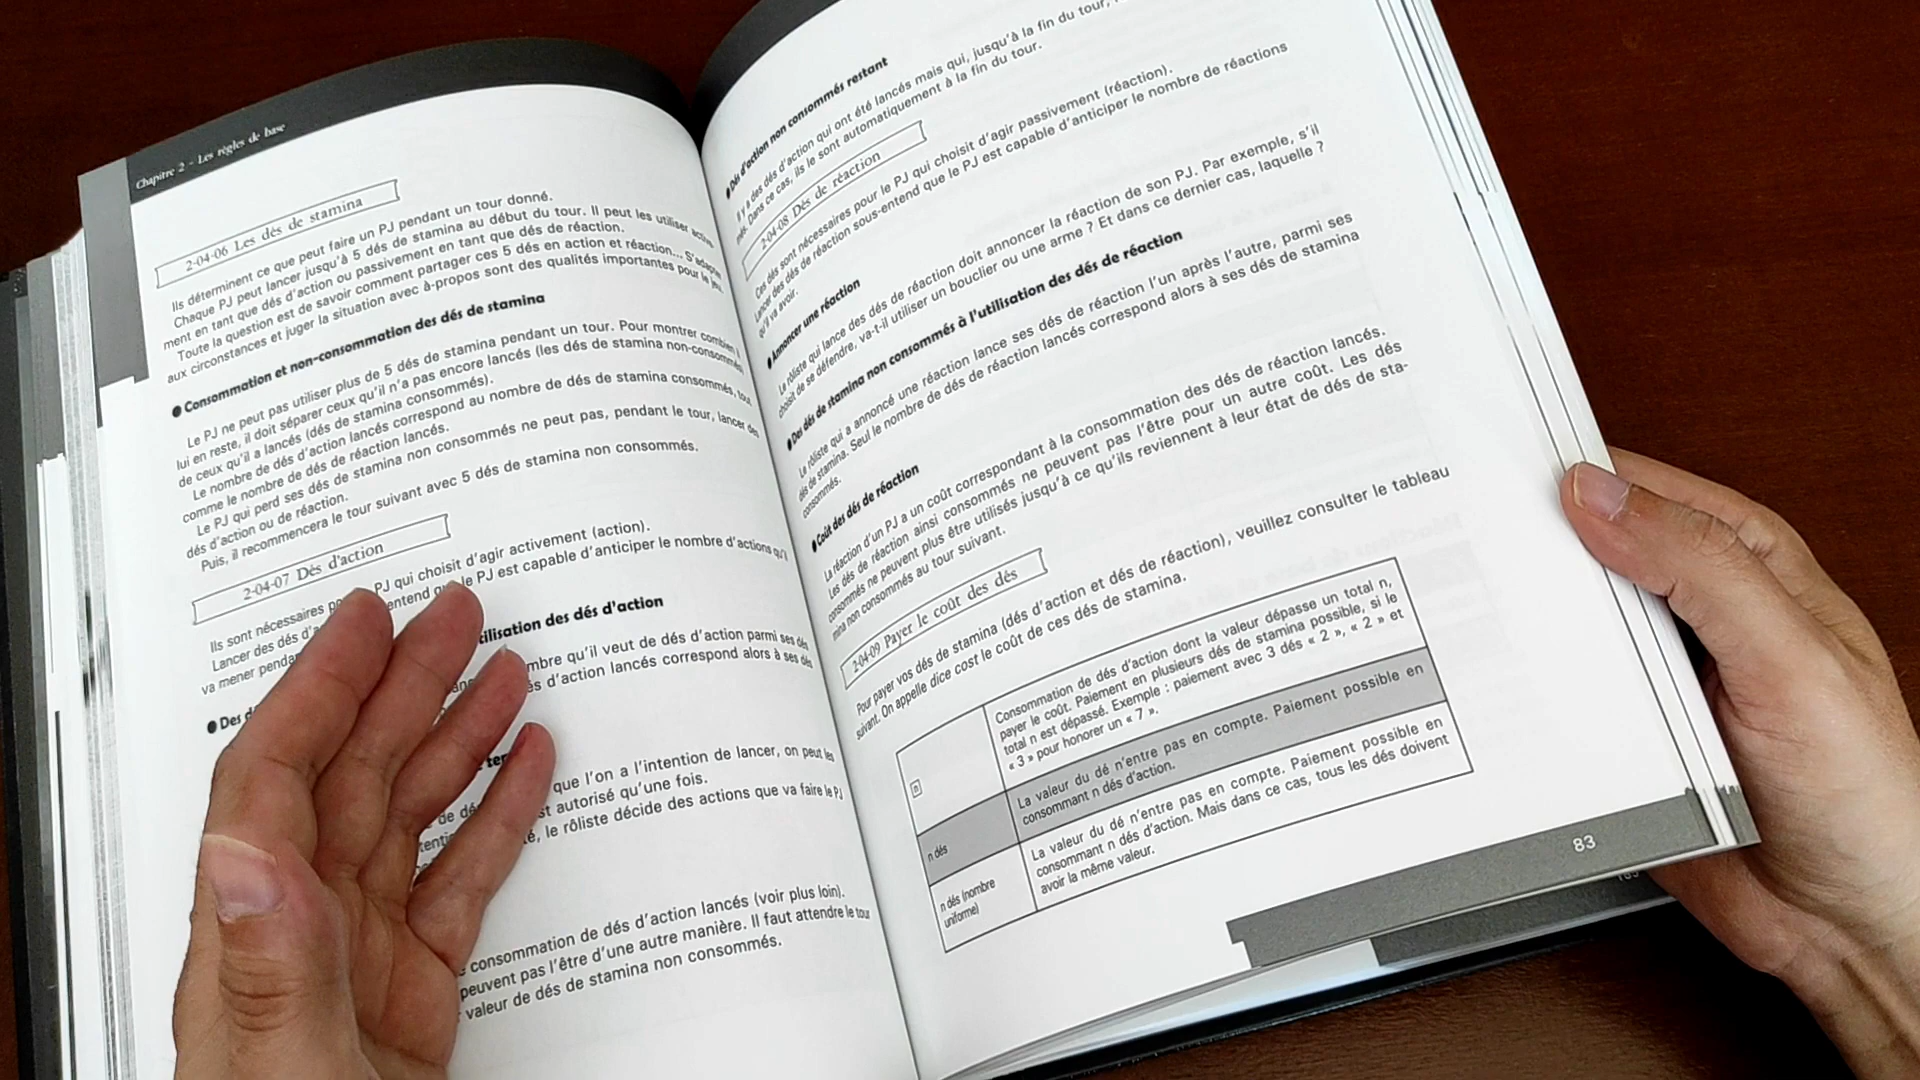 Chapitre 2 - Les règles de base
2-04-06 Les dés de stamina
Ils déterminent ce que peut faire un PJ pendant un tour donné.
Chaque PJ peut lancer jusqu'à 5 dés de stamina au début du tour. Il peut les utiliser active-
ment en tant que dés d'action ou passivement en tant que dés de réaction.
Toute la question est de savoir comment partager ces 5 dés en action et réaction... S'adapter
aux circonstances et juger la situation avec à-propos sont des qualités importantes pour le jeu.
● Consommation et non-consommation des dés de stamina
Le PJ ne peut pas utiliser plus de 5 dés de stamina pendant un tour. Pour montrer combien il
lui en reste, il doit séparer ceux qu'il n'a pas encore lancés (les dés de stamina non-consommés)
de ceux qu'il a lancés (dés de stamina consommés).
Le nombre de dés d'action lancés correspond au nombre de dés de stamina consommés, tout
comme le nombre de dés de réaction lancés.
Le PJ qui perd ses dés de stamina non consommés ne peut pas, pendant le tour, lancer des
dés d'action ou de réaction.
Puis, il recommencera le tour suivant avec 5 dés de stamina non consommés.
2-04-07 Dés d'action
Ils sont nécessaires PJ qui choisit d'agir activement (action).
Lancer des dés entend le PJ est capable d'anticiper le nombre d'actions qu'il
va mener
● Des utilisation des dés d'action
nombre qu'il veut de dés d'action parmi ses dés
dés d'action lancés correspond alors à ses dés
que l'on a l'intention de lancer, on peut les
est autorisé qu'une fois.
le rôliste décide des actions que va faire le PJ
consommation de dés d'action lancés (voir plus loin).
peuvent pas l'être d'une autre manière. Il faut attendre le tour
valeur de dés de stamina non consommés.
● Dés d'action non consommés restant
Il y a des dés d'action qui ont été lancés mais qui, jusqu'à la fin du tour,
més. Dans ce cas, ils le sont automatiquement à la fin du tour.
2-04-08 Dés de réaction
Ces dés sont nécessaires pour le PJ qui choisit d'agir passivement (réaction).
Lancer des dés de réaction sous-entend que le PJ est capable d'anticiper le nombre de réactions
qu'il va avoir.
● Annoncer une réaction
Le rôliste qui lance des dés de réaction doit annoncer la réaction de son PJ. Par exemple, s'il
choisit de se défendre, va-t-il utiliser un bouclier ou une arme ? Et dans ce dernier cas, laquelle ?
● Des dés de stamina non consommés à l'utilisation des dés de réaction
Le rôliste qui a annoncé une réaction lance ses dés de réaction l'un après l'autre, parmi ses
dés de stamina. Seul le nombre de dés de réaction lancés correspond alors à ses dés de stamina
consommés.
● Coût des dés de réaction
La réaction d'un PJ a un coût correspondant à la consommation des dés de réaction lancés.
Les dés de réaction ainsi consommés ne peuvent pas l'être pour un autre coût. Les dés
consommés ne peuvent plus être utilisés jusqu'à ce qu'ils reviennent à leur état de dés de sta-
mina non consommés au tour suivant.
2-04-09 Payer le coût des dés
Pour payer vos dés de stamina (dés d'action et dés de réaction), veuillez consulter le tableau
suivant. On appelle dice cost le coût de ces dés de stamina.
n
Consommation de dés d'action dont la valeur dépasse un total n,
payer le coût. Paiement en plusieurs dés de stamina possible, si le
total n est dépassé. Exemple : paiement avec 3 dés « 2 », « 2 » et
« 3 » pour honorer un « 7 ».
n dés
La valeur du dé n'entre pas en compte. Paiement possible en
consommant n dés d'action.
n dés (nombre
uniforme)
La valeur du dé n'entre pas en compte. Paiement possible en
consommant n dés d'action. Mais dans ce cas, tous les dés doivent
avoir la même valeur.
83